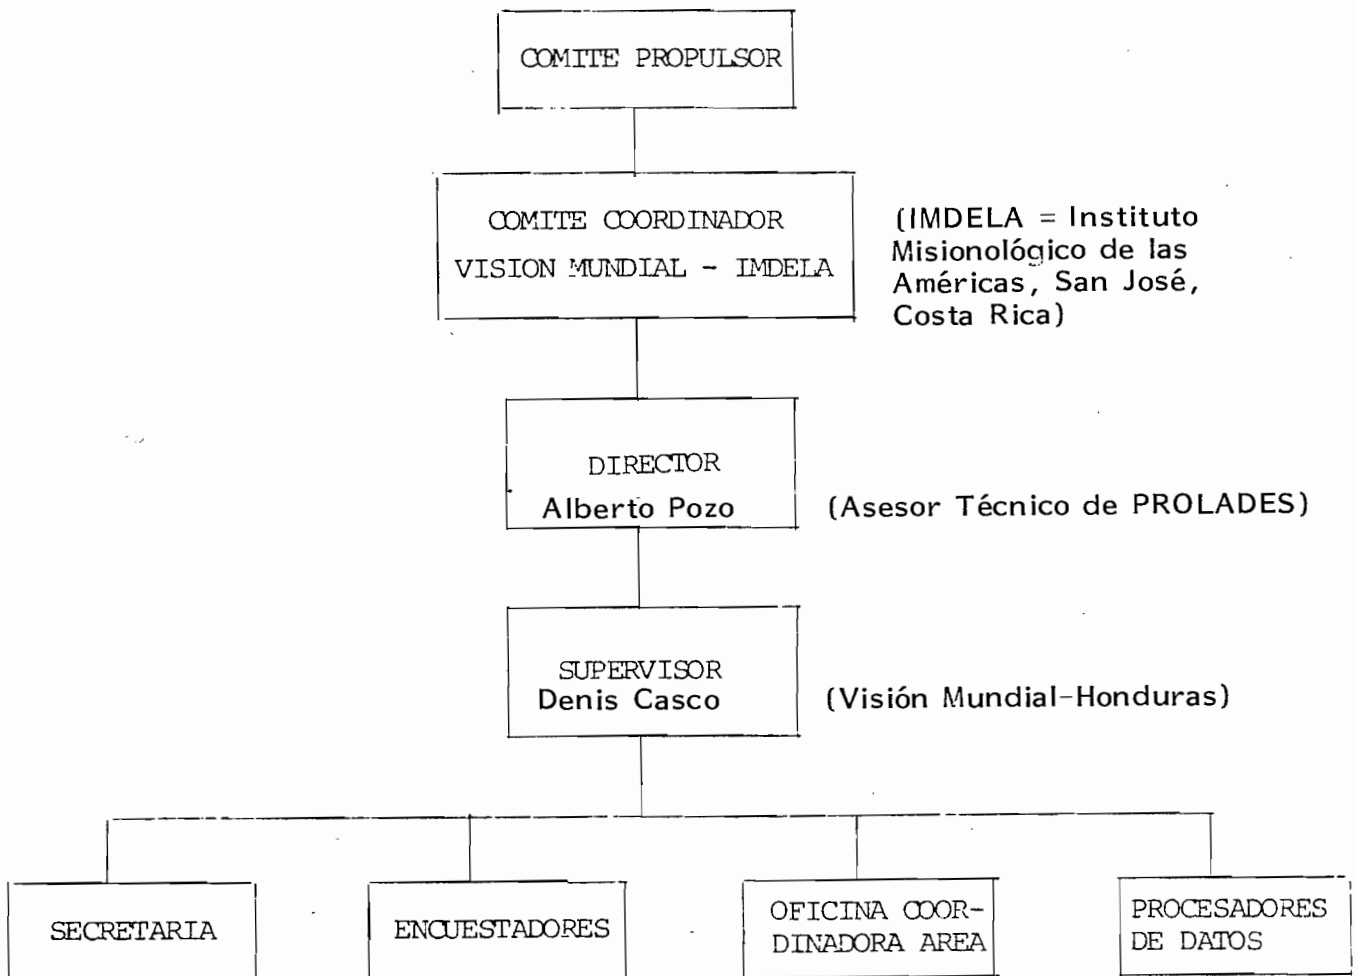 COMITE PROPULSOR
COMITE COORDINADOR
VISION MUNDIAL - IMDELA
(IMDELA = Instituto
Misionológico de las
Américas, San José,
Costa Rica)
DIRECTOR
Alberto Pozo
(Asesor Técnico de PROLADES)
SUPERVISOR
Denis Casco
(Visión Mundial-Honduras)
SECRETARIA
ENCUESTADORES
OFICINA COOR-
DINADORA AREA
PROCESADORES
DE DATOS